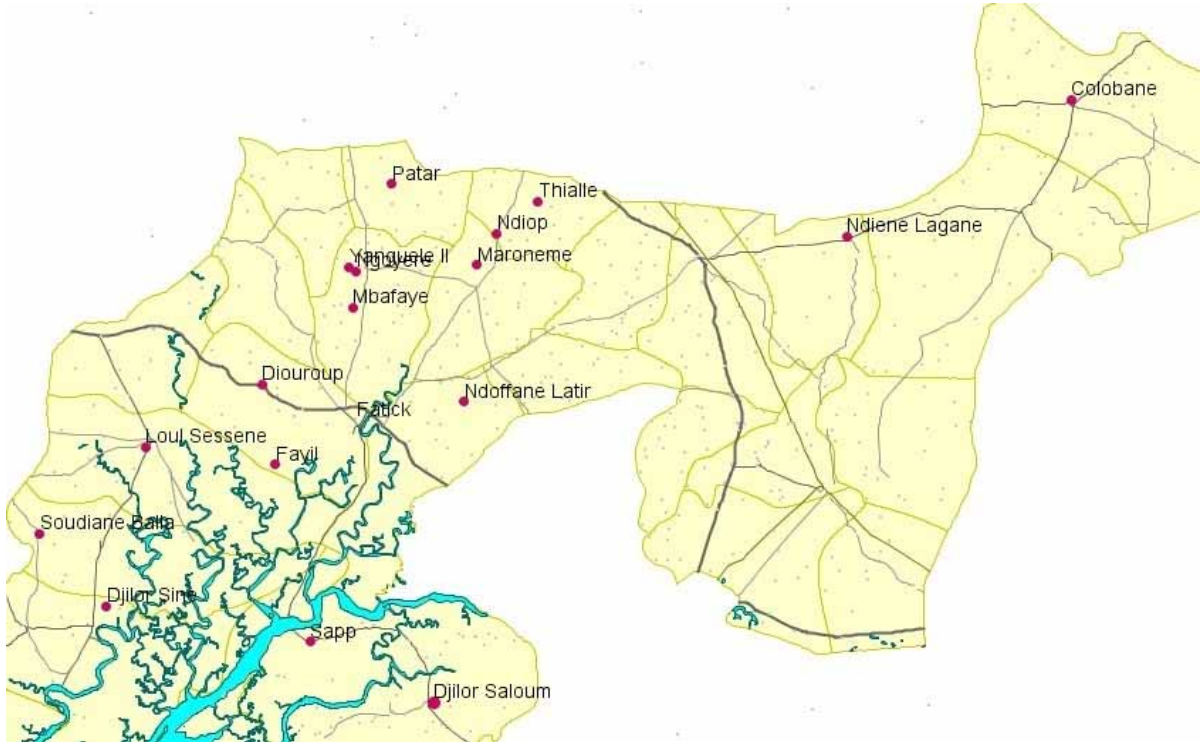 Colobane
Patar
Thialle
Ndiop
Ndiene Lagane
Maroneme
Yanguele II
Ngoyere
Mbafaye
Diouroup
Ndoffane Latir
Fatick
Loul Sessene
Fayil
Soudiane Balla
Djilor Sine
Sapp
Djilor Saloum